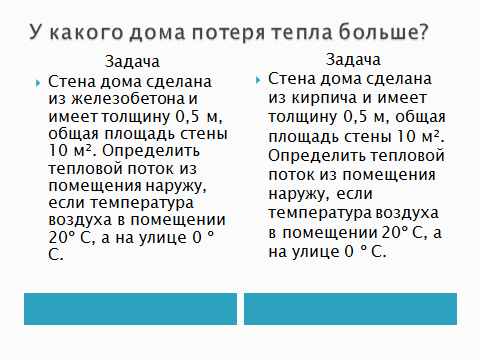 У какого дома потеря тепла больше?
Задача
Стена дома сделана
из железобетона и
имеет толщину 0,5 м,
общая площадь стены
10 м². Определить
тепловой поток из
помещения наружу,
если температура
воздуха в помещении
20º С, а на улице 0 º
С.
Задача
Стена дома сделана
из кирпича и имеет
толщину 0,5 м, общая
площадь стены 10 м².
Определить тепловой
поток из помещения
наружу, если
температура воздуха
в помещении 20º С, а
на улице 0 º С.